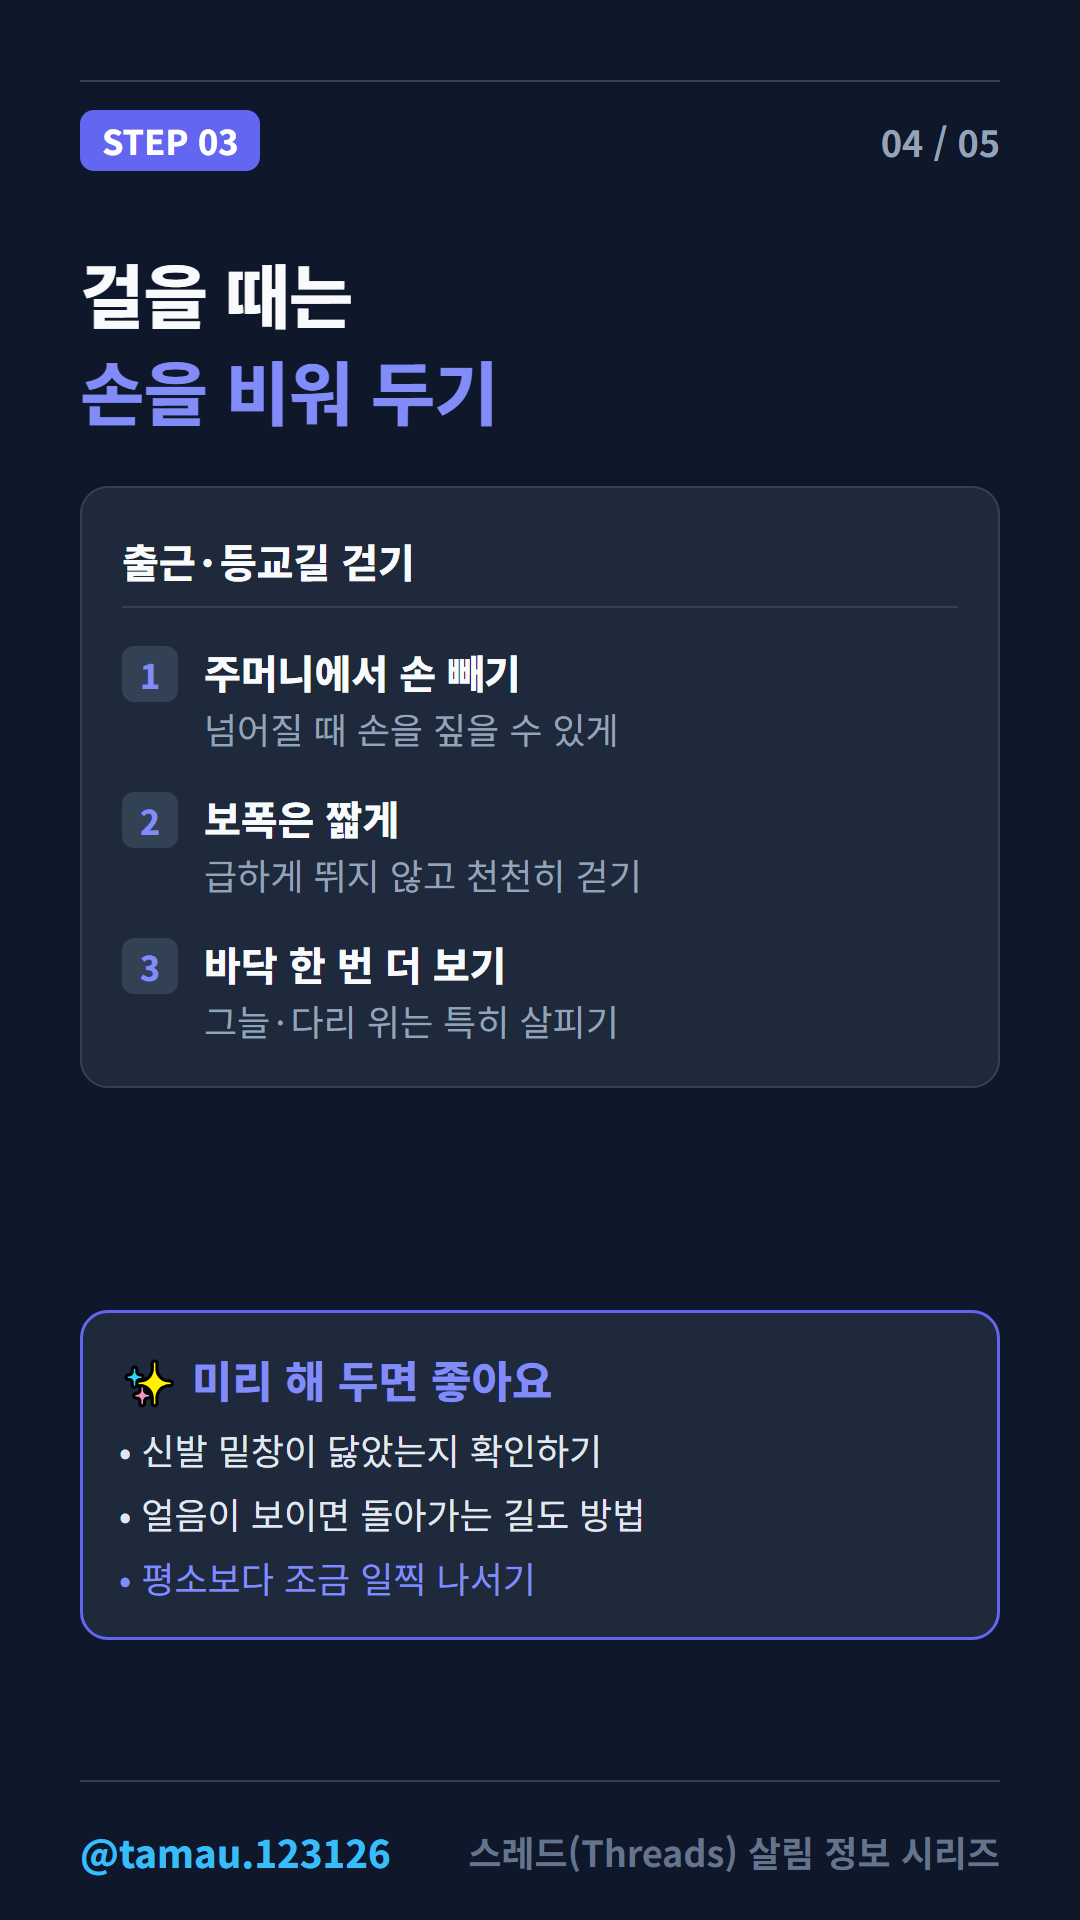 STEP 03
04 / 05
걸을 때는
손을 비워 두기
출근·등교길 걷기
1 주머니에서 손 빼기
넘어질 때 손을 짚을 수 있게
2 보폭은 짧게
급하게 뛰지 않고 천천히 걷기
3 바닥 한 번 더 보기
그늘·다리 위는 특히 살피기
✨ 미리 해 두면 좋아요
• 신발 밑창이 닳았는지 확인하기
• 얼음이 보이면 돌아가는 길도 방법
• 평소보다 조금 일찍 나서기
@tamau.123126
스레드(Threads) 살림 정보 시리즈